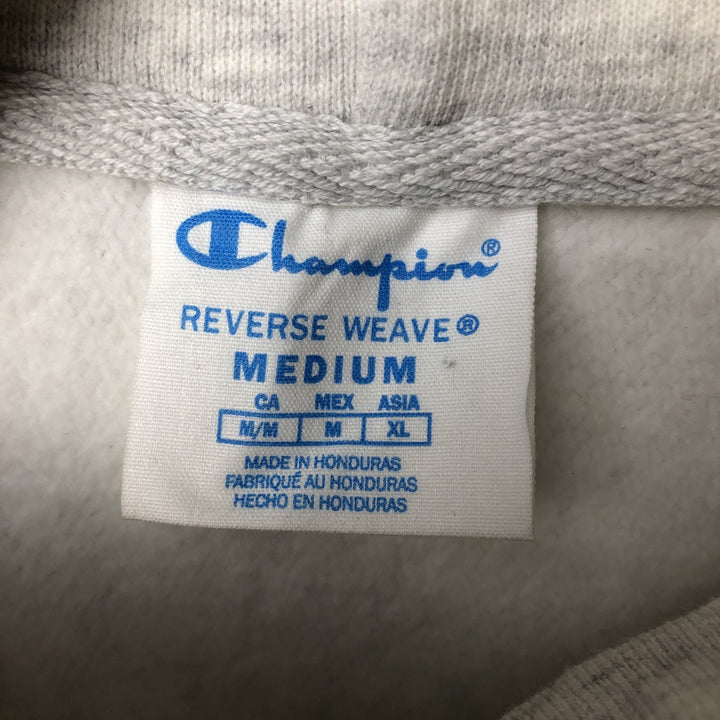 Champion®
REVERSE WEAVE®
MEDIUM
CA MEX ASIA
M/M M XL
MADE IN HONDURAS
FABRIQUÉ AU HONDURAS
HECHO EN HONDURAS